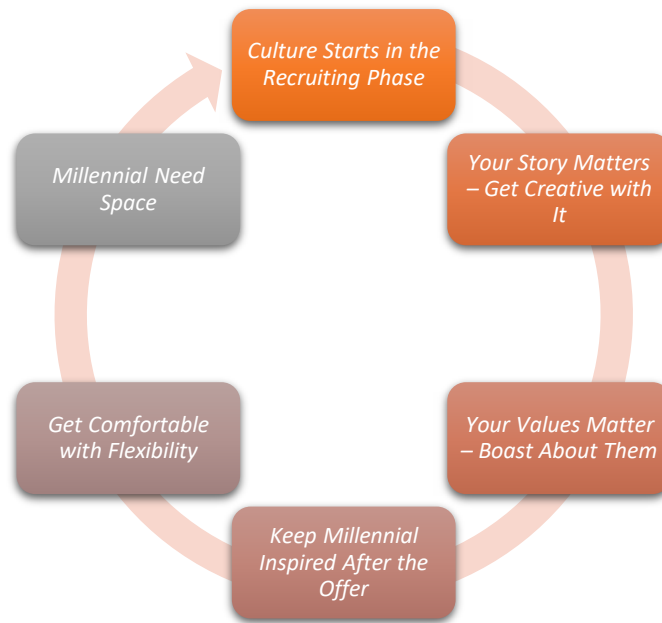 Culture Starts in the
Recruiting Phase
Your Story Matters
– Get Creative with
It
Your Values Matter
– Boast About Them
Keep Millennial
Inspired After the
Offer
Get Comfortable
with Flexibility
Millennial Need
Space